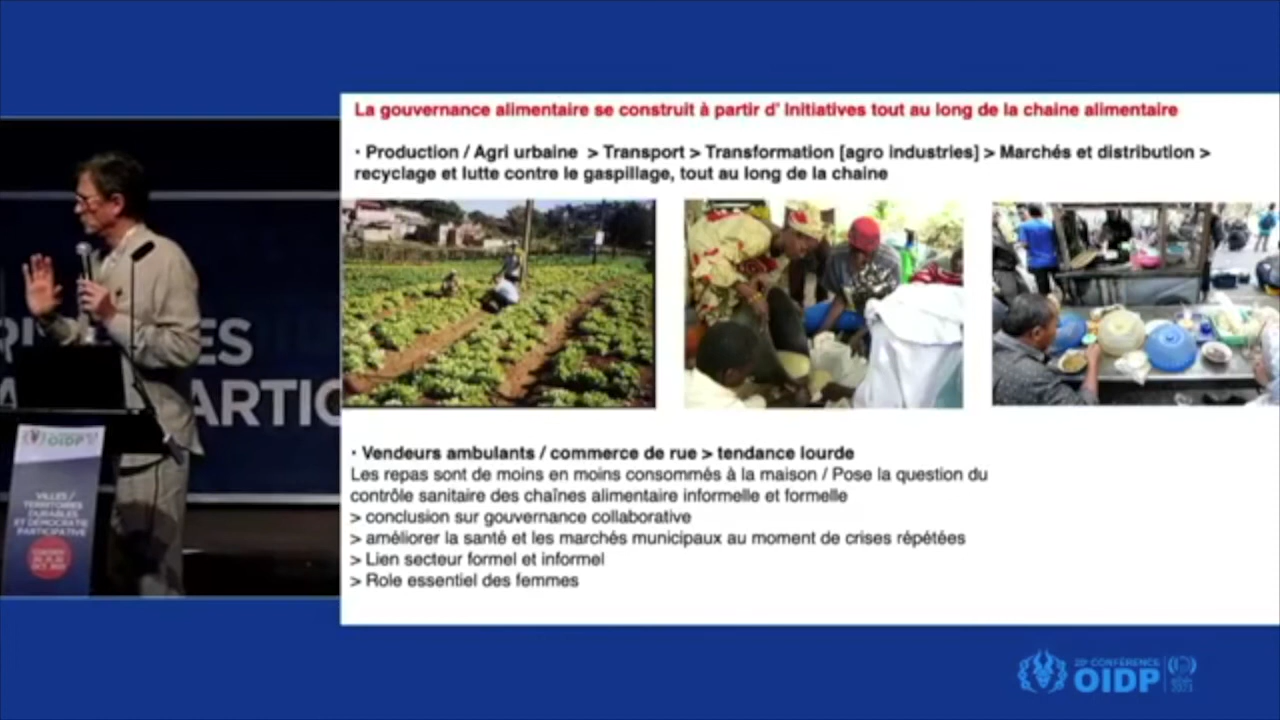 La gouvernance alimentaire se construit à partir d' Initiatives tout au long de la chaine alimentaire
· Production / Agri urbaine > Transport > Transformation [agro industries] > Marchés et distribution >
recyclage et lutte contre le gaspillage, tout au long de la chaine
· Vendeurs ambulants / commerce de rue > tendance lourde
Les repas sont de moins en moins consommés à la maison / Pose la question du
contrôle sanitaire des chaînes alimentaire informelle et formelle
> conclusion sur gouvernance collaborative
> améliorer la santé et les marchés municipaux au moment de crises répétées
> Lien secteur formel et informel
> Role essentiel des femmes
ES
ARTIC
OIDP
VILLES /
TERRITOIRES
DURABLES
ET DÉMOCRATIE
PARTICIPATIVE
CONFÉRENCE
OIDP